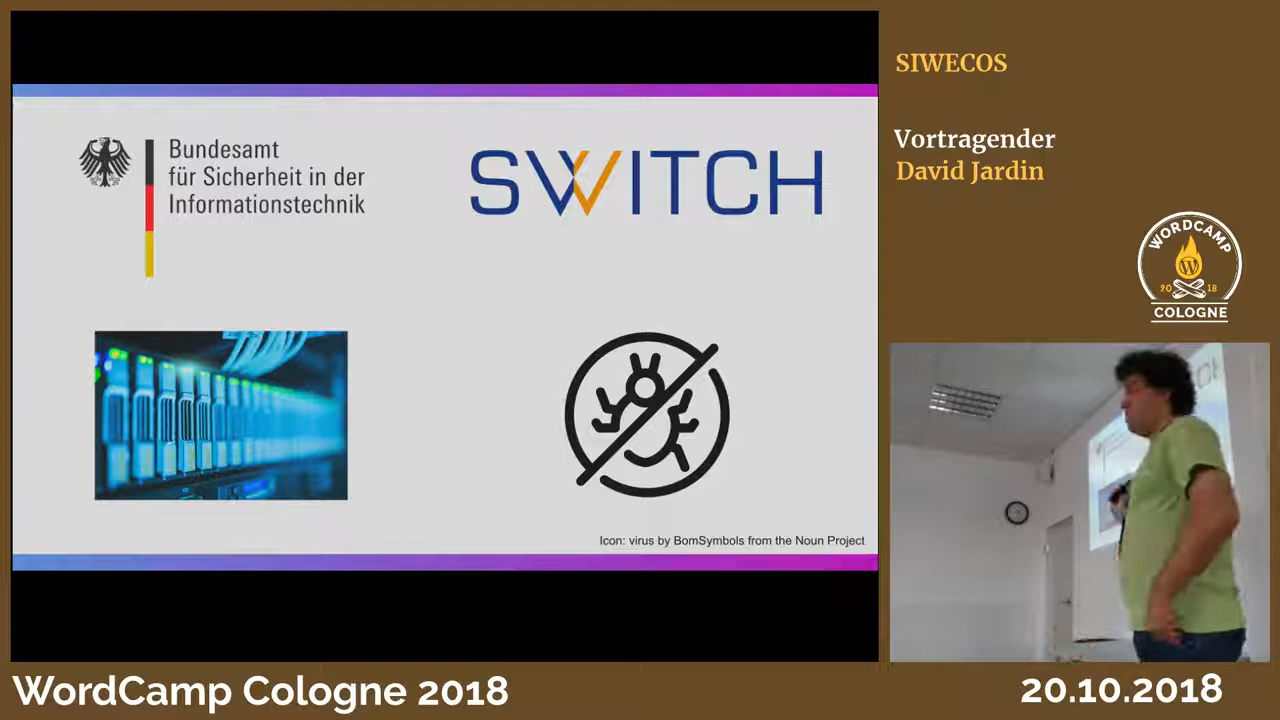 Bundesamt
für Sicherheit in der
Informationstechnik
SWITCH
Icon: virus by BomSymbols from the Noun Project
SIWECOS
Vortragender
David Jardin
WORDCAMP
2018
COLOGNE
WordCamp Cologne 2018
20.10.2018